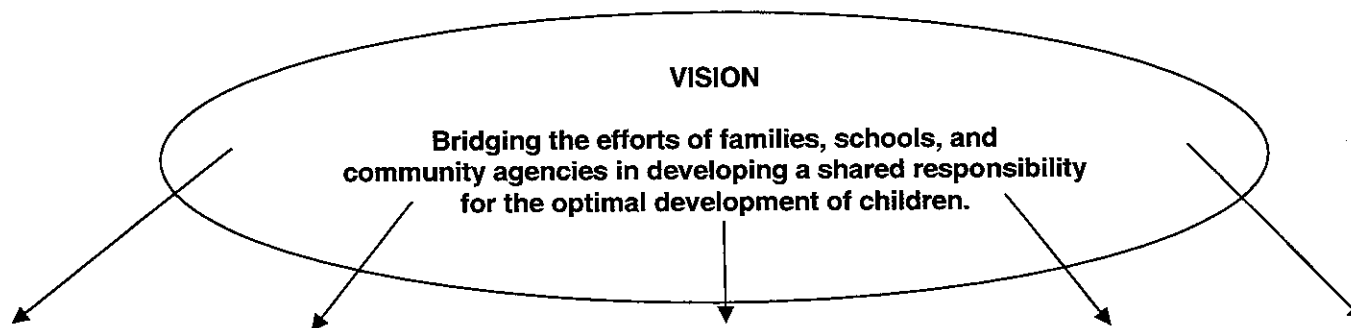 VISION
Bridging the efforts of families, schools, and
community agencies in developing a shared responsibility
for the optimal development of children.